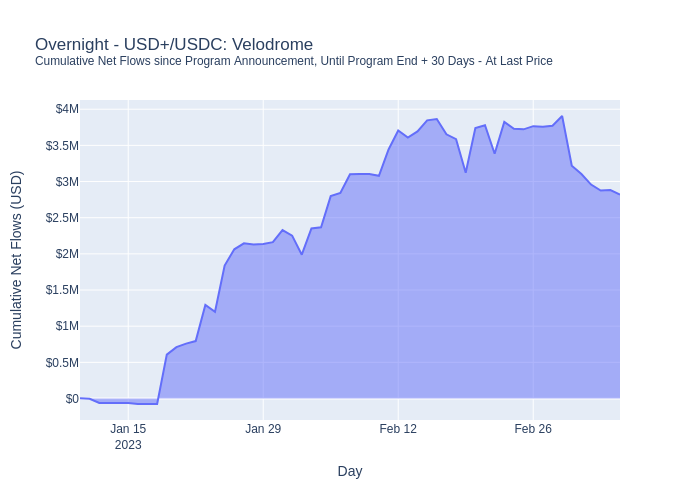 Overnight - USD+/USDC: Velodrome
Cumulative Net Flows since Program Announcement, Until Program End + 30 Days - At Last Price
$4M
$3.5M
$3M
$2.5M
$2M
$1.5M
$1M
$0.5M
$0
Cumulative Net Flows (USD)
Jan 15
2023
Jan 29
Feb 12
Feb 26
Day